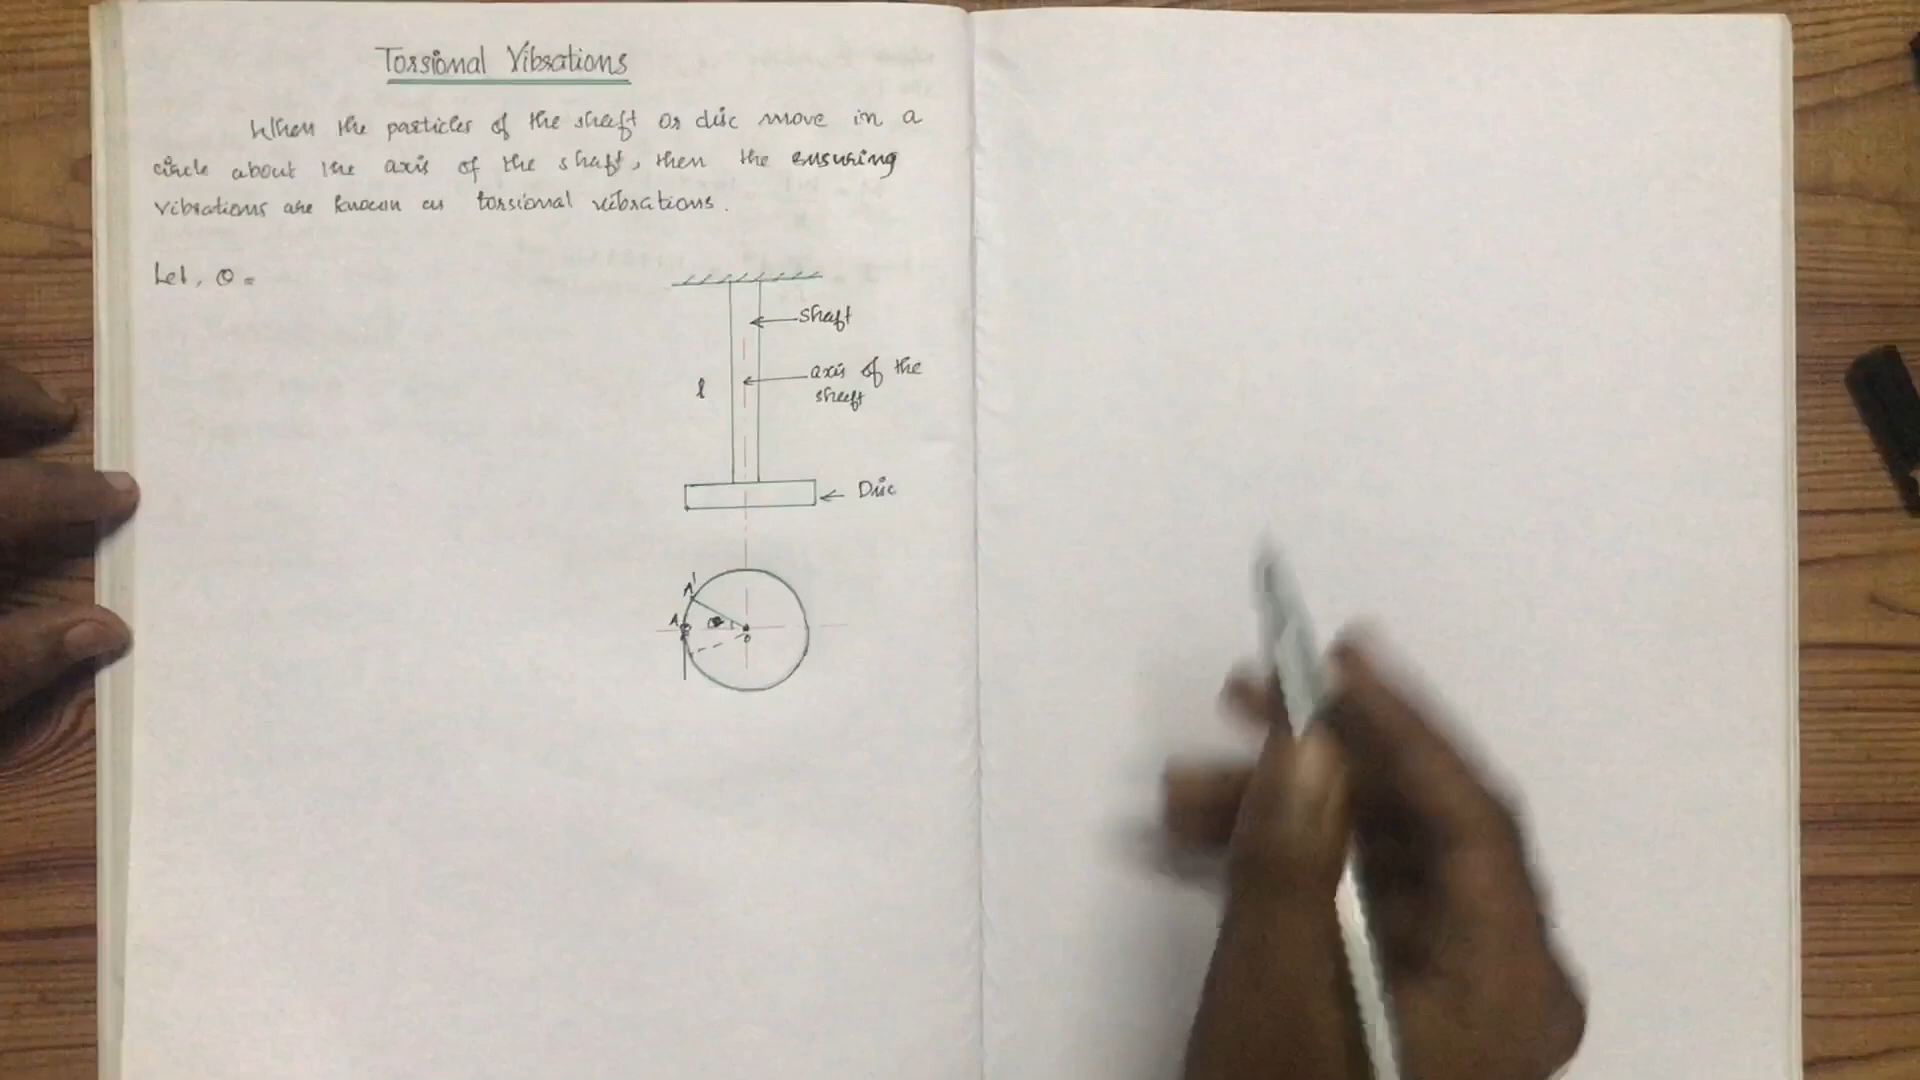 Torsional Vibrations
When the particles of the shaft or disc move in a
circle about the axis of the shaft, then the ensuring
vibrations are known as torsional vibrations.
Let, θ =
shaft
axis of the
shaft
l
Disc
A'
A
θ
O